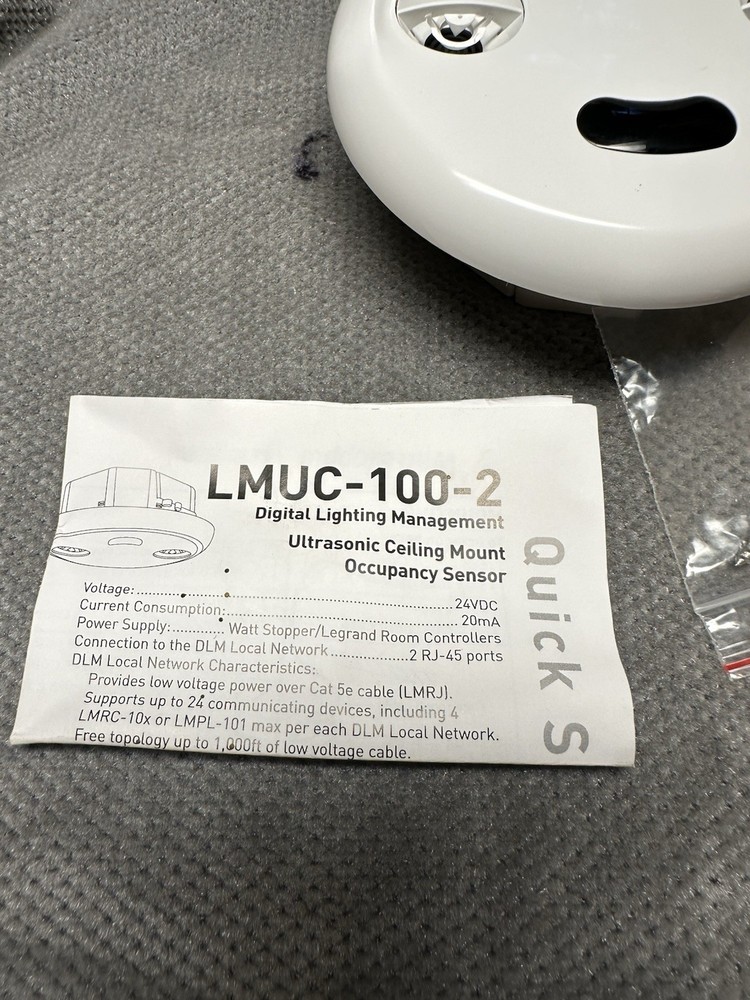 LMUC-100-2
Digital Lighting Management
Ultrasonic Ceiling Mount
Occupancy Sensor
Quick S
Voltage:..........................................................24VDC
Current Consumption:..........................................20mA
Power Supply:.......... Watt Stopper/Legrand Room Controllers
Connection to the DLM Local Network ...............2 RJ-45 ports
DLM Local Network Characteristics:
Provides low voltage power over Cat 5e cable (LMRJ).
Supports up to 24 communicating devices, including 4
LMRC-10x or LMPL-101 max per each DLM Local Network.
Free topology up to 1,000ft of low voltage cable.